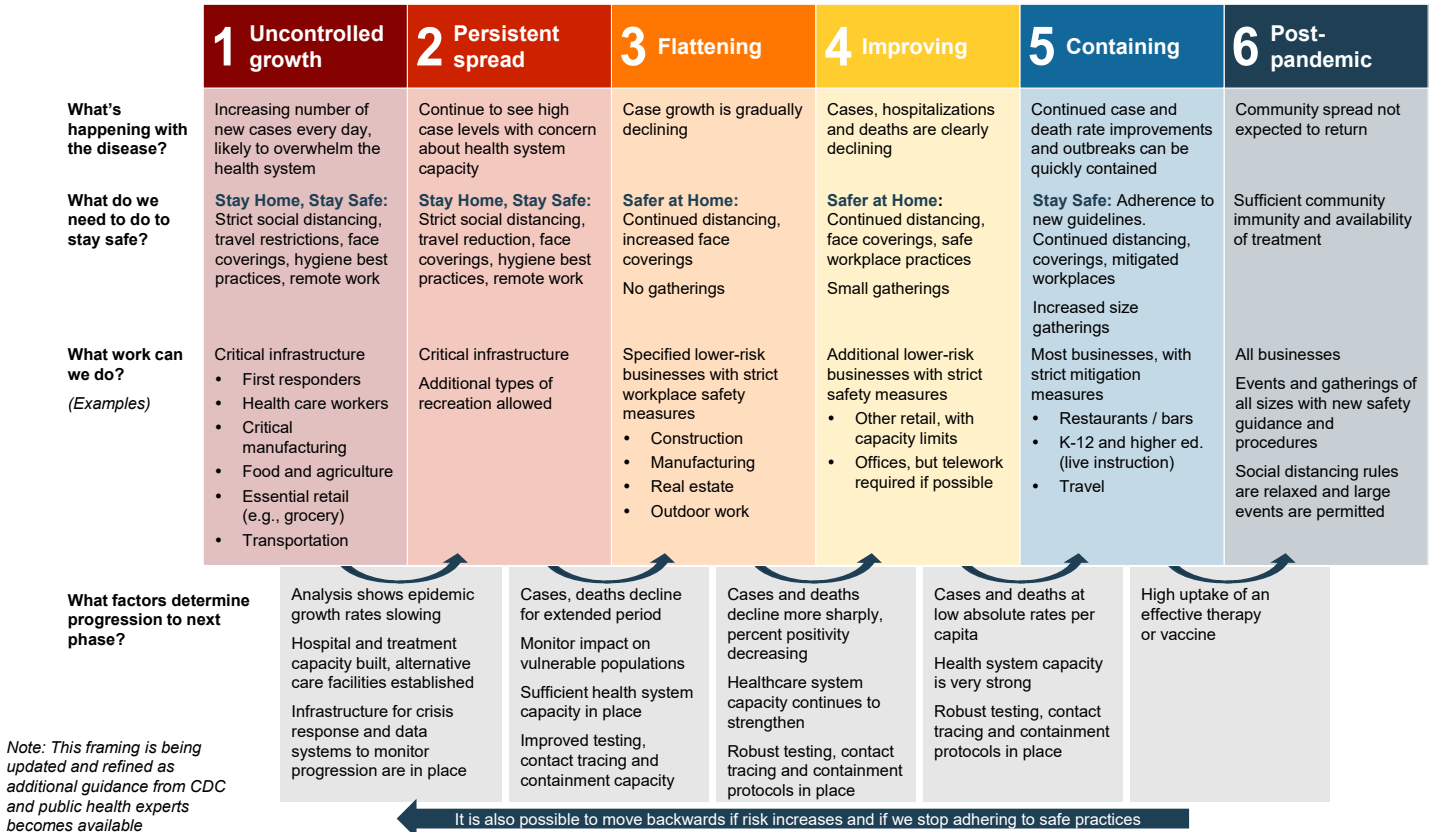 1 Uncontrolled
growth
2 Persistent
spread
3 Flattening
4 Improving
5 Containing
6 Post-
pandemic
What's
happening with
the disease?
Increasing number of
new cases every day,
likely to overwhelm the
health system
Continue to see high
case levels with concern
about health system
capacity
Case growth is gradually
declining
Cases, hospitalizations
and deaths are clearly
declining
Continued case and
death rate improvements
and outbreaks can be
quickly contained
Community spread not
expected to return
What do we
need to do to
stay safe?
Stay Home, Stay Safe:
Strict social distancing,
travel restrictions, face
coverings, hygiene best
practices, remote work
Stay Home, Stay Safe:
Strict social distancing,
travel reduction, face
coverings, hygiene best
practices, remote work
Safer at Home:
Continued distancing,
increased face
coverings
No gatherings
Safer at Home:
Continued distancing,
face coverings, safe
workplace practices
Small gatherings
Stay Safe: Adherence to
new guidelines.
Continued distancing,
coverings, mitigated
workplaces
Increased size
gatherings
Sufficient community
immunity and availability
of treatment
What work can
we do?
(Examples)
Critical infrastructure
• First responders
• Health care workers
• Critical
manufacturing
• Food and agriculture
• Essential retail
(e.g., grocery)
• Transportation
Critical infrastructure
Additional types of
recreation allowed
Specified lower-risk
businesses with strict
workplace safety
measures
• Construction
• Manufacturing
• Real estate
• Outdoor work
Additional lower-risk
businesses with strict
safety measures
• Other retail, with
capacity limits
• Offices, but telework
required if possible
Most businesses, with
strict mitigation
measures
• Restaurants / bars
• K-12 and higher ed.
(live instruction)
• Travel
All businesses
Events and gatherings of
all sizes with new safety
guidance and
procedures
Social distancing rules
are relaxed and large
events are permitted
What factors determine
progression to next
phase?
Analysis shows epidemic
growth rates slowing
Hospital and treatment
capacity built, alternative
care facilities established
Infrastructure for crisis
response and data
systems to monitor
progression are in place
Cases, deaths decline
for extended period
Monitor impact on
vulnerable populations
Sufficient health system
capacity in place
Improved testing,
contact tracing and
containment capacity
Cases and deaths
decline more sharply,
percent positivity
decreasing
Healthcare system
capacity continues to
strengthen
Robust testing, contact
tracing and containment
protocols in place
Cases and deaths at
low absolute rates per
capita
Health system capacity
is very strong
Robust testing, contact
tracing and containment
protocols in place
High uptake of an
effective therapy
or vaccine
Note: This framing is being
updated and refined as
additional guidance from CDC
and public health experts
becomes available
It is also possible to move backwards if risk increases and if we stop adhering to safe practices